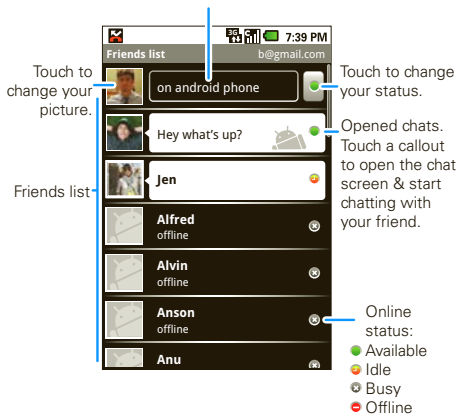 3G
7:39 PM
Friends list
b@gmail.com
Touch to
change your
picture.
on android phone
Touch to change
your status.
Hey what's up?
Opened chats.
Touch a callout
to open the chat
screen & start
chatting with
your friend.
Jen
Friends list
Alfred
offline
Alvin
offline
Anson
offline
Anu
Online
status:
Available
Idle
Busy
Offline